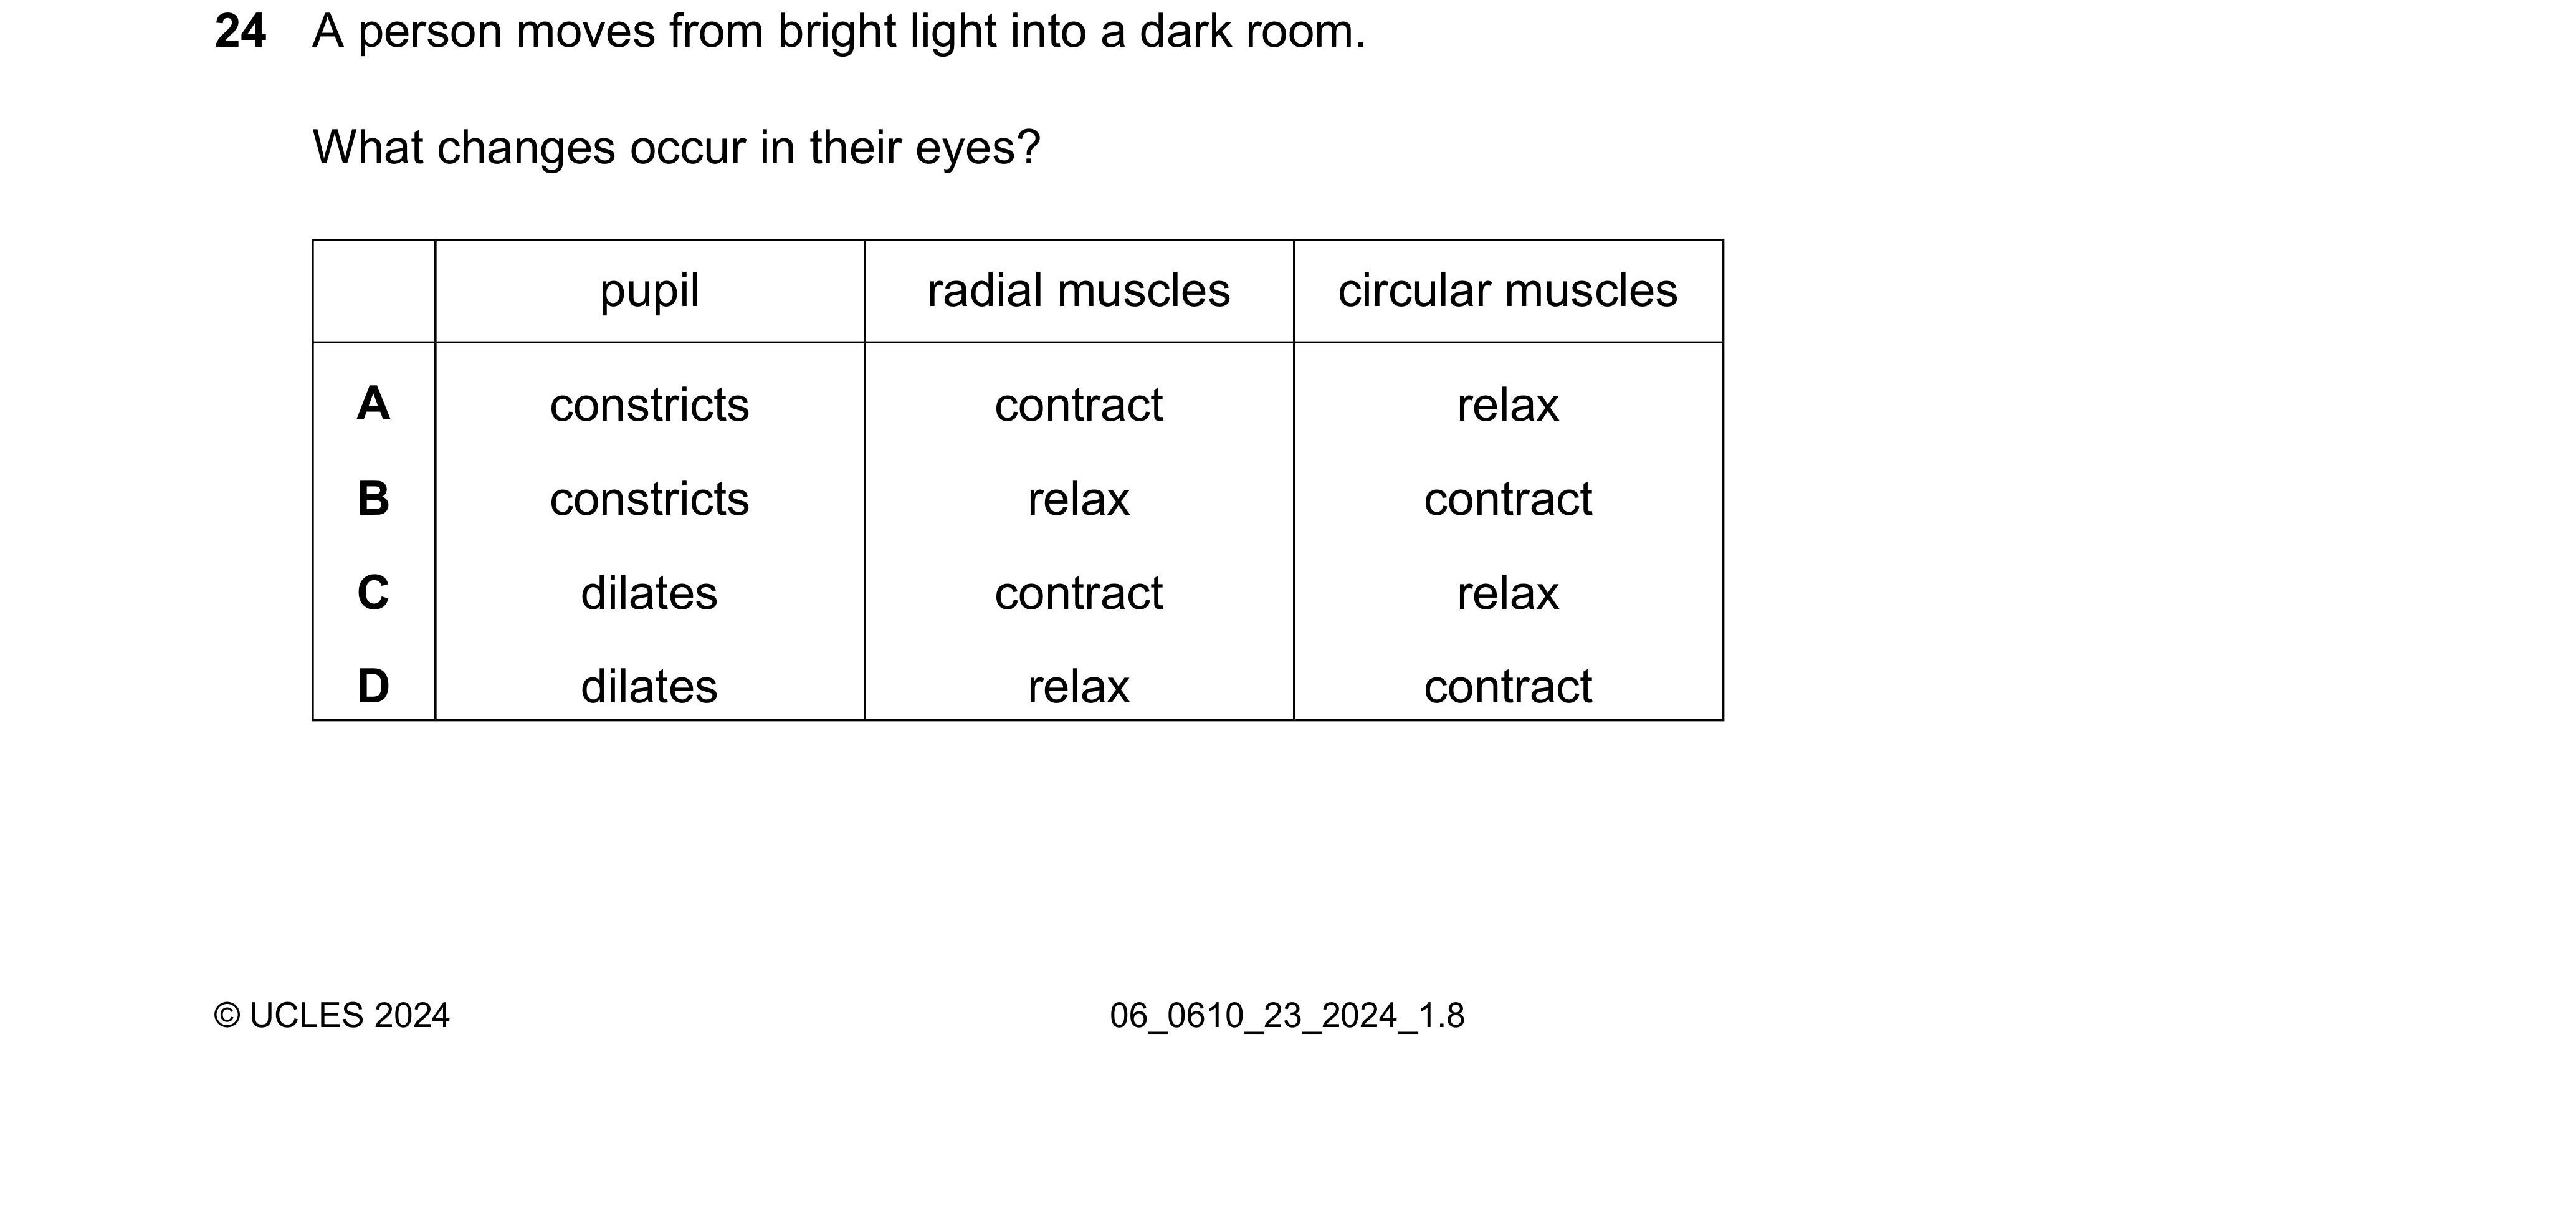 24 A person moves from bright light into a dark room.
What changes occur in their eyes?
pupil radial muscles circular muscles
A constricts contract relax
B constricts relax contract
C dilates contract relax
D dilates relax contract
© UCLES 2024 06_0610_23_2024_1.8